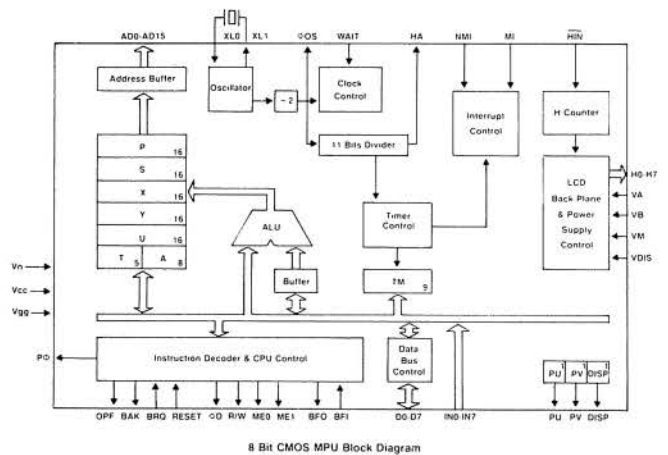 AD0-AD15 XL0 XL1 ΦOS WAIT HA NMI MI HIN
Address Buffer
Oscillator
÷2
Clock
Control
Interrupt
Control
H Counter
11 Bits Divider
P 16
S 16
X 16
Y 16
U 16
T 5 A 8
ALU
Buffer
Timer
Control
TM 9
LCD
Back Plane
& Power
Supply
Control
H0-H7
VA
VB
VM
VDIS
Vcc
Vgg
PΦ
Instruction Decoder & CPU Control
Data
Bus
Control
PU 1 PV 1 DISP 1
OPF BAK BRQ RESET ΦO R/W ME0 ME1 BFO BFI D0-D7 IN0-IN7 PU PV DISP
8 Bit CMOS MPU Block Diagram